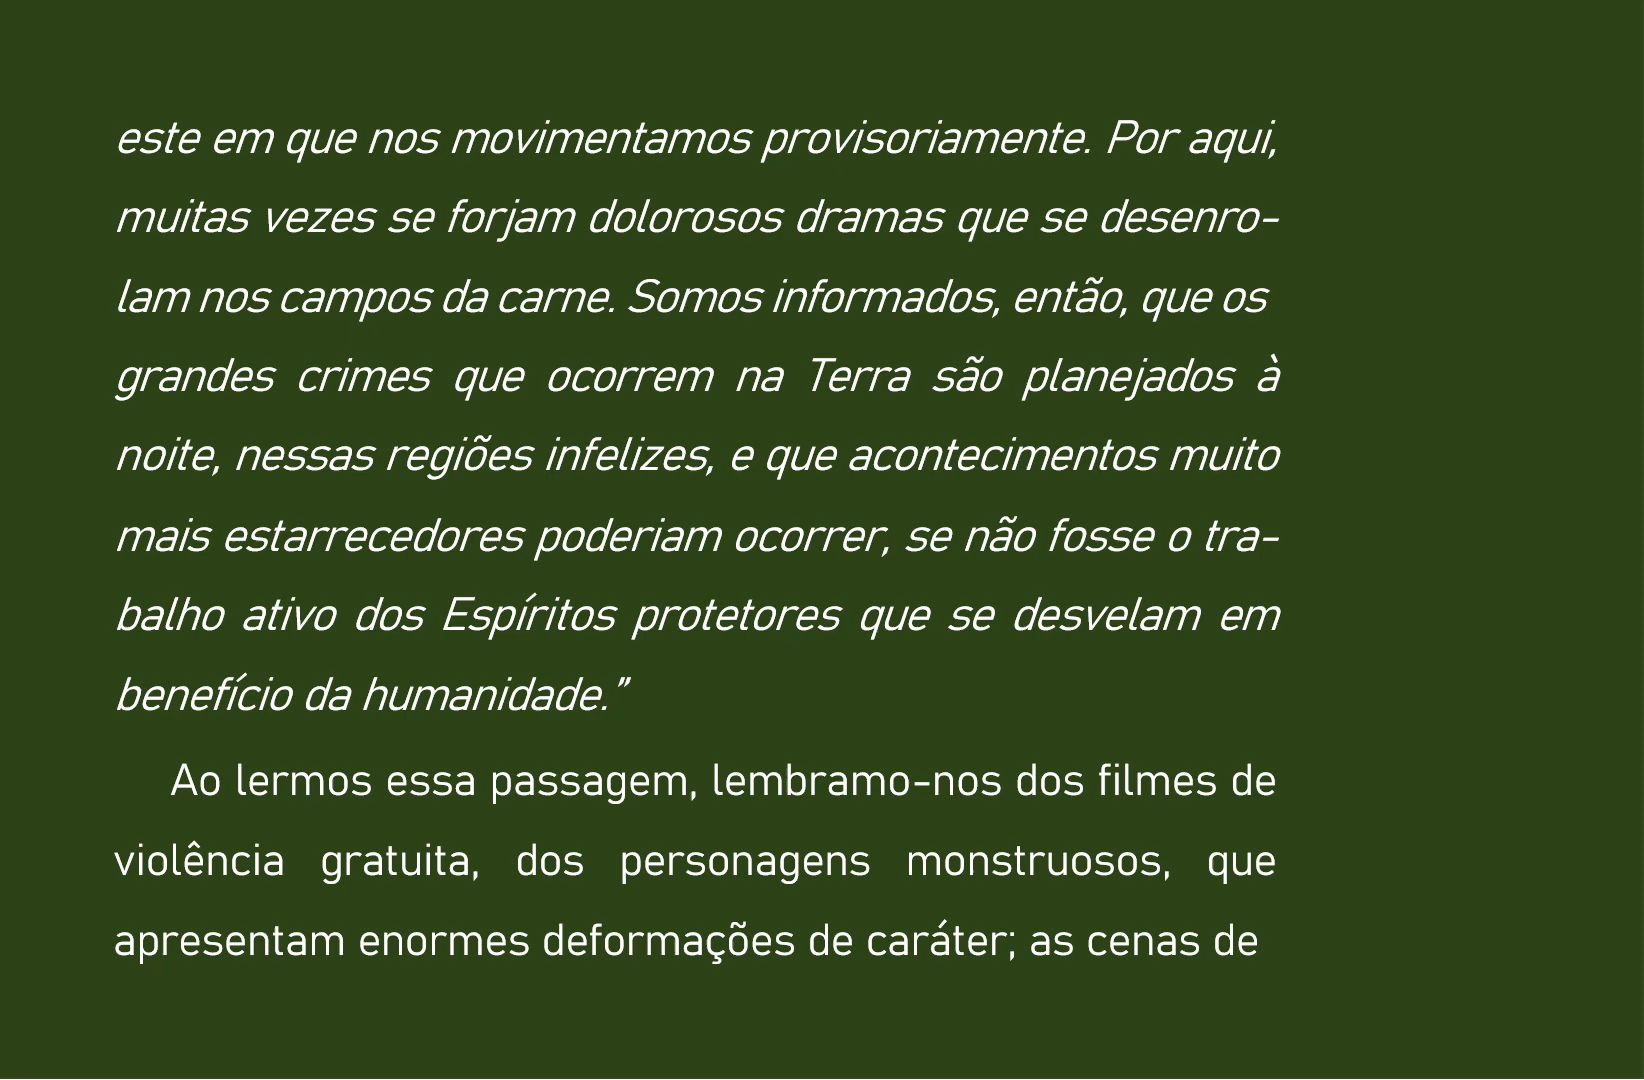 este em que nos movimentamos provisoriamente. Por aqui,
muitas vezes se forjam dolorosos dramas que se desenro-
lam nos campos da carne. Somos informados, então, que os
grandes crimes que ocorrem na Terra são planejados à
noite, nessas regiões infelizes, e que acontecimentos muito
mais estarrecedores poderiam ocorrer, se não fosse o tra-
balho ativo dos Espíritos protetores que se desvelam em
benefício da humanidade.”
Ao lermos essa passagem, lembramo-nos dos filmes de
violência gratuita, dos personagens monstruosos, que
apresentam enormes deformações de caráter; as cenas de